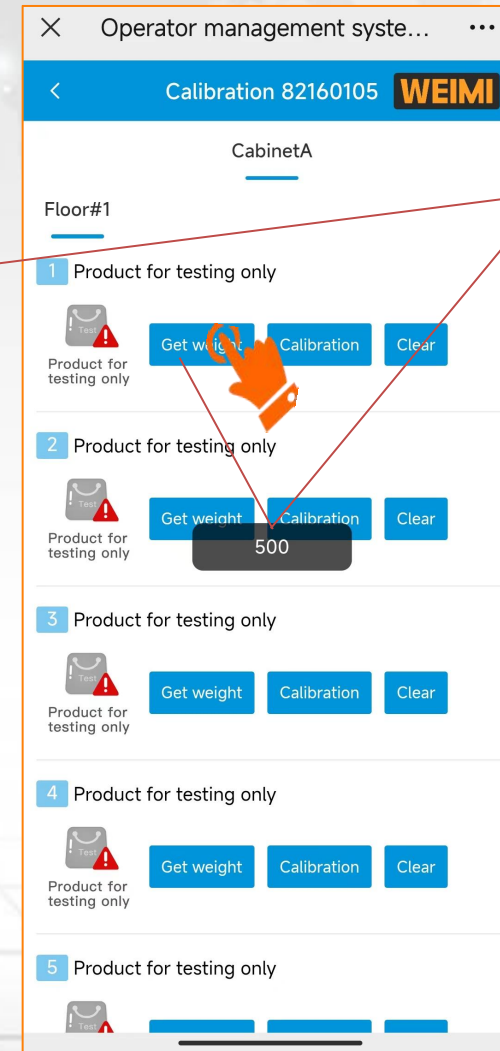 Operator management syste...
Calibration 82160105 WEIMI
CabinetA
Floor#1
1 Product for testing only
! Test
Get weight Calibration Clear
Product for
testing only
2 Product for testing only
! Test
Get weight Calibration Clear
Product for
testing only
500
3 Product for testing only
! Test
Get weight Calibration Clear
Product for
testing only
4 Product for testing only
! Test
Get weight Calibration Clear
Product for
testing only
5 Product for testing only
! Test